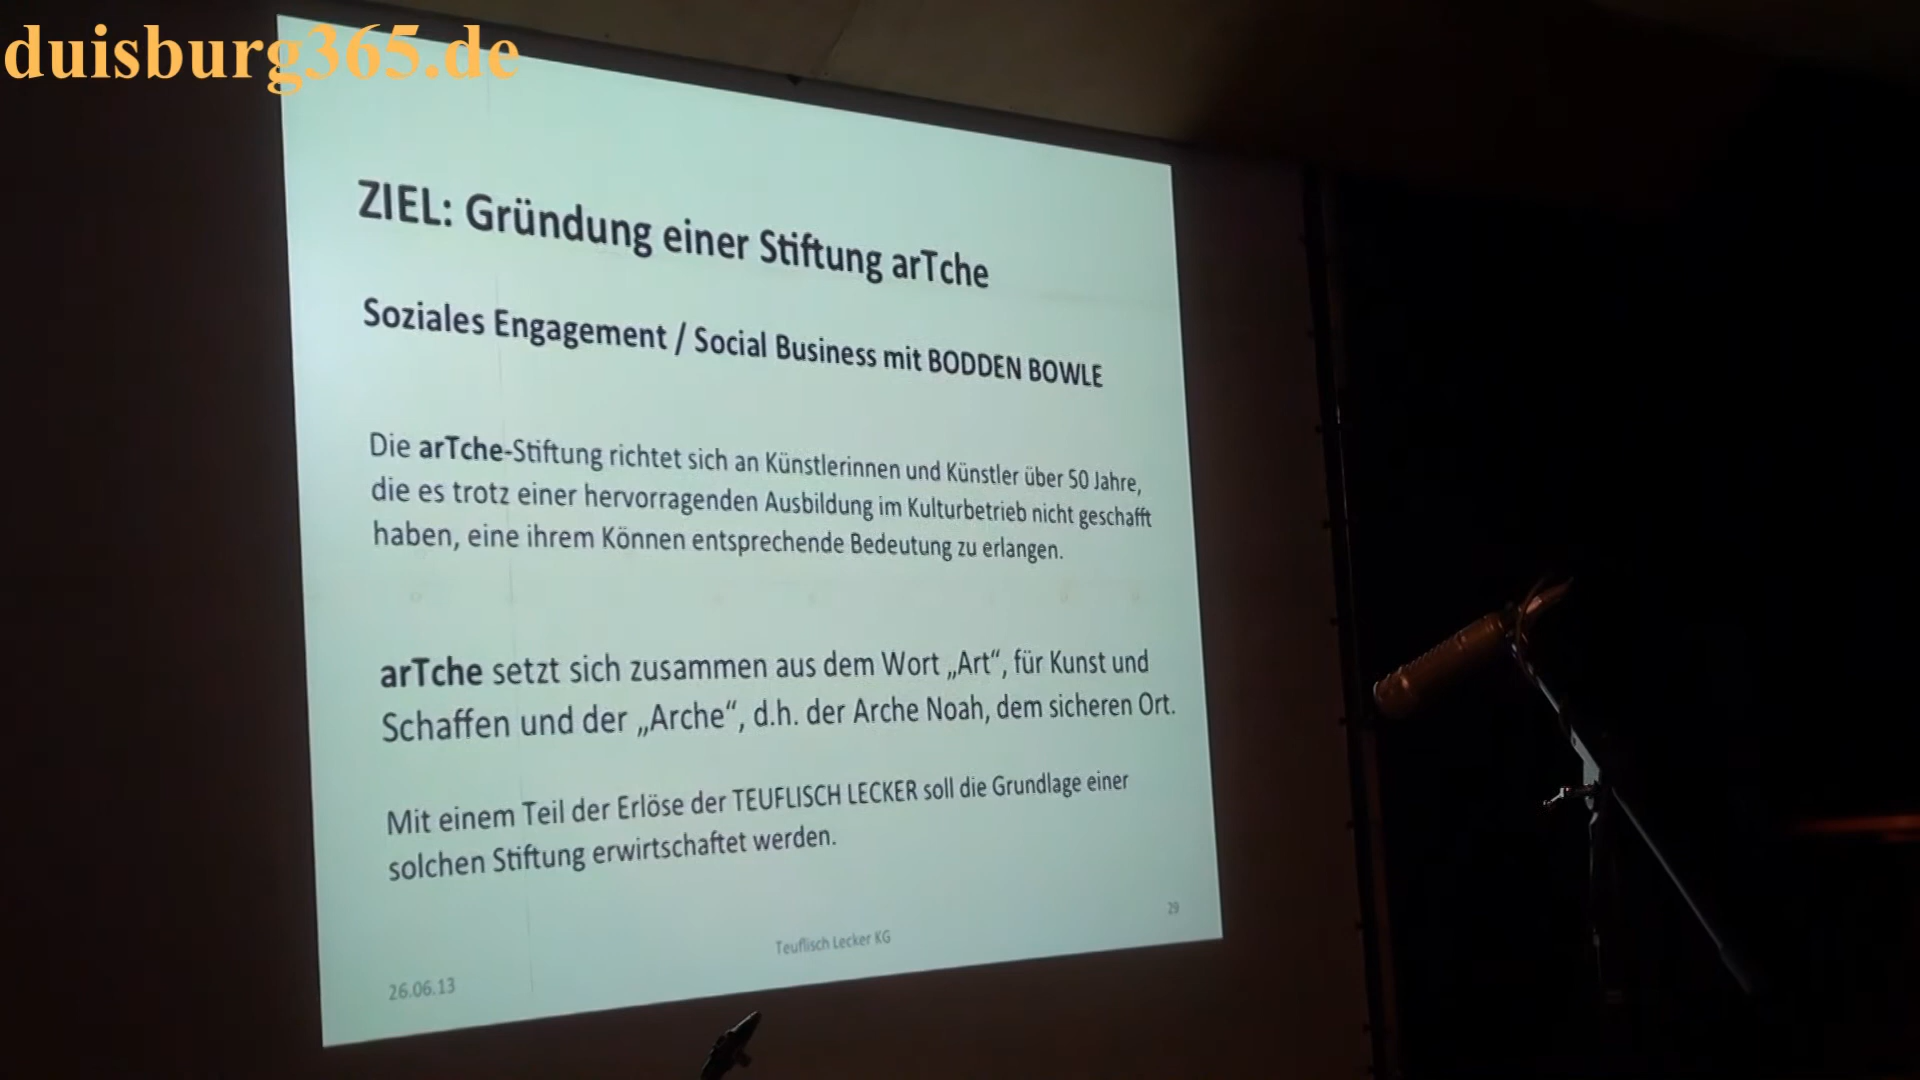 duisburg365.de
ZIEL: Gründung einer Stiftung arTche
Soziales Engagement / Social Business mit BODDEN BOWLE
Die arTche-Stiftung richtet sich an Künstlerinnen und Künstler über 50 Jahre,
die es trotz einer hervorragenden Ausbildung im Kulturbetrieb nicht geschafft
haben, eine ihrem Können entsprechende Bedeutung zu erlangen.
arTche setzt sich zusammen aus dem Wort „Art“, für Kunst und
Schaffen und der „Arche“, d.h. der Arche Noah, dem sicheren Ort.
Mit einem Teil der Erlöse der TEUFLISCH LECKER soll die Grundlage einer
solchen Stiftung erwirtschaftet werden.
26.06.13
Teuflisch Lecker KG
29